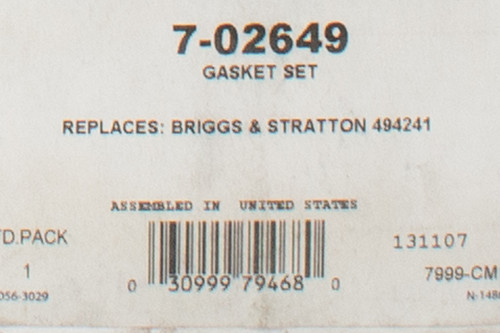 7-02649
GASKET SET
REPLACES: BRIGGS & STRATTON 494241
ASSEMBLED IN UNITED STATES
TD.PACK
131107
1
0 30999 79468 0
7999-CM
056-3029
N-1486